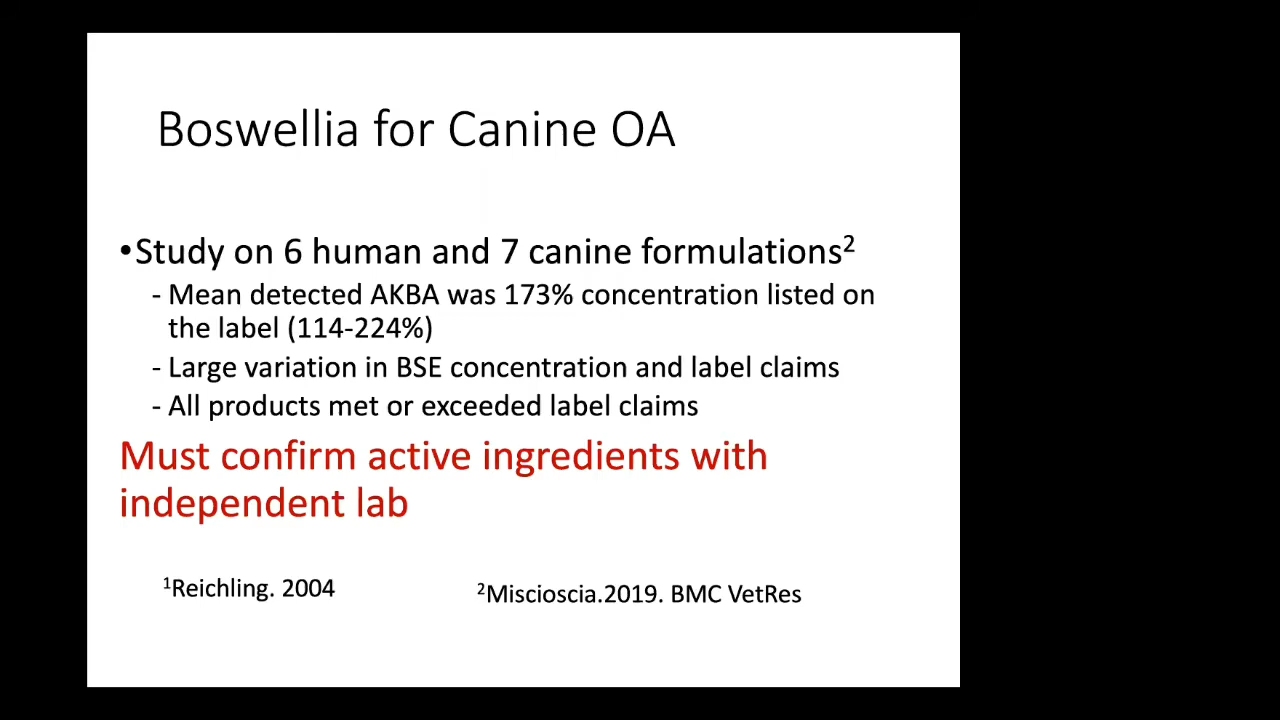 Boswellia for Canine OA
•Study on 6 human and 7 canine formulations²
- Mean detected AKBA was 173% concentration listed on
the label (114-224%)
- Large variation in BSE concentration and label claims
- All products met or exceeded label claims
Must confirm active ingredients with
independent lab
¹Reichling. 2004
²Miscioscia.2019. BMC VetRes